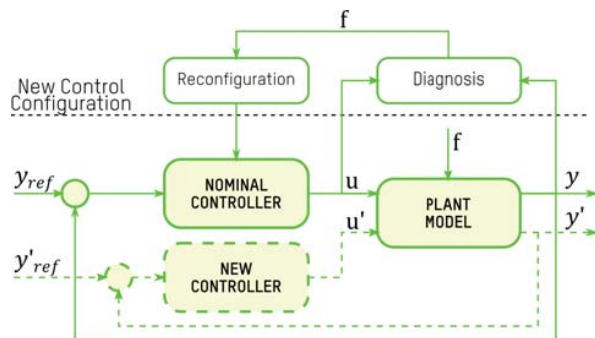 f
Reconfiguration
Diagnosis
New Control
Configuration
f
y_ref
NOMINAL
CONTROLLER
u
PLANT
MODEL
y
u'
y'
y'_ref
NEW
CONTROLLER